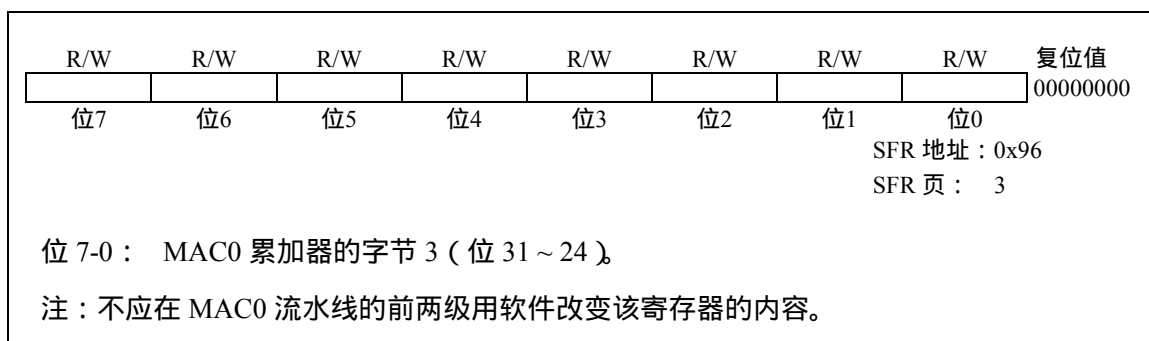 R/W R/W R/W R/W R/W R/W R/W R/W 复位值
00000000
位7 位6 位5 位4 位3 位2 位1 位0
SFR 地址：0x96
SFR 页： 3
位 7-0： MAC0 累加器的字节 3（位 31 ~ 24）。
注：不应在 MAC0 流水线的前两级用软件改变该寄存器的内容。